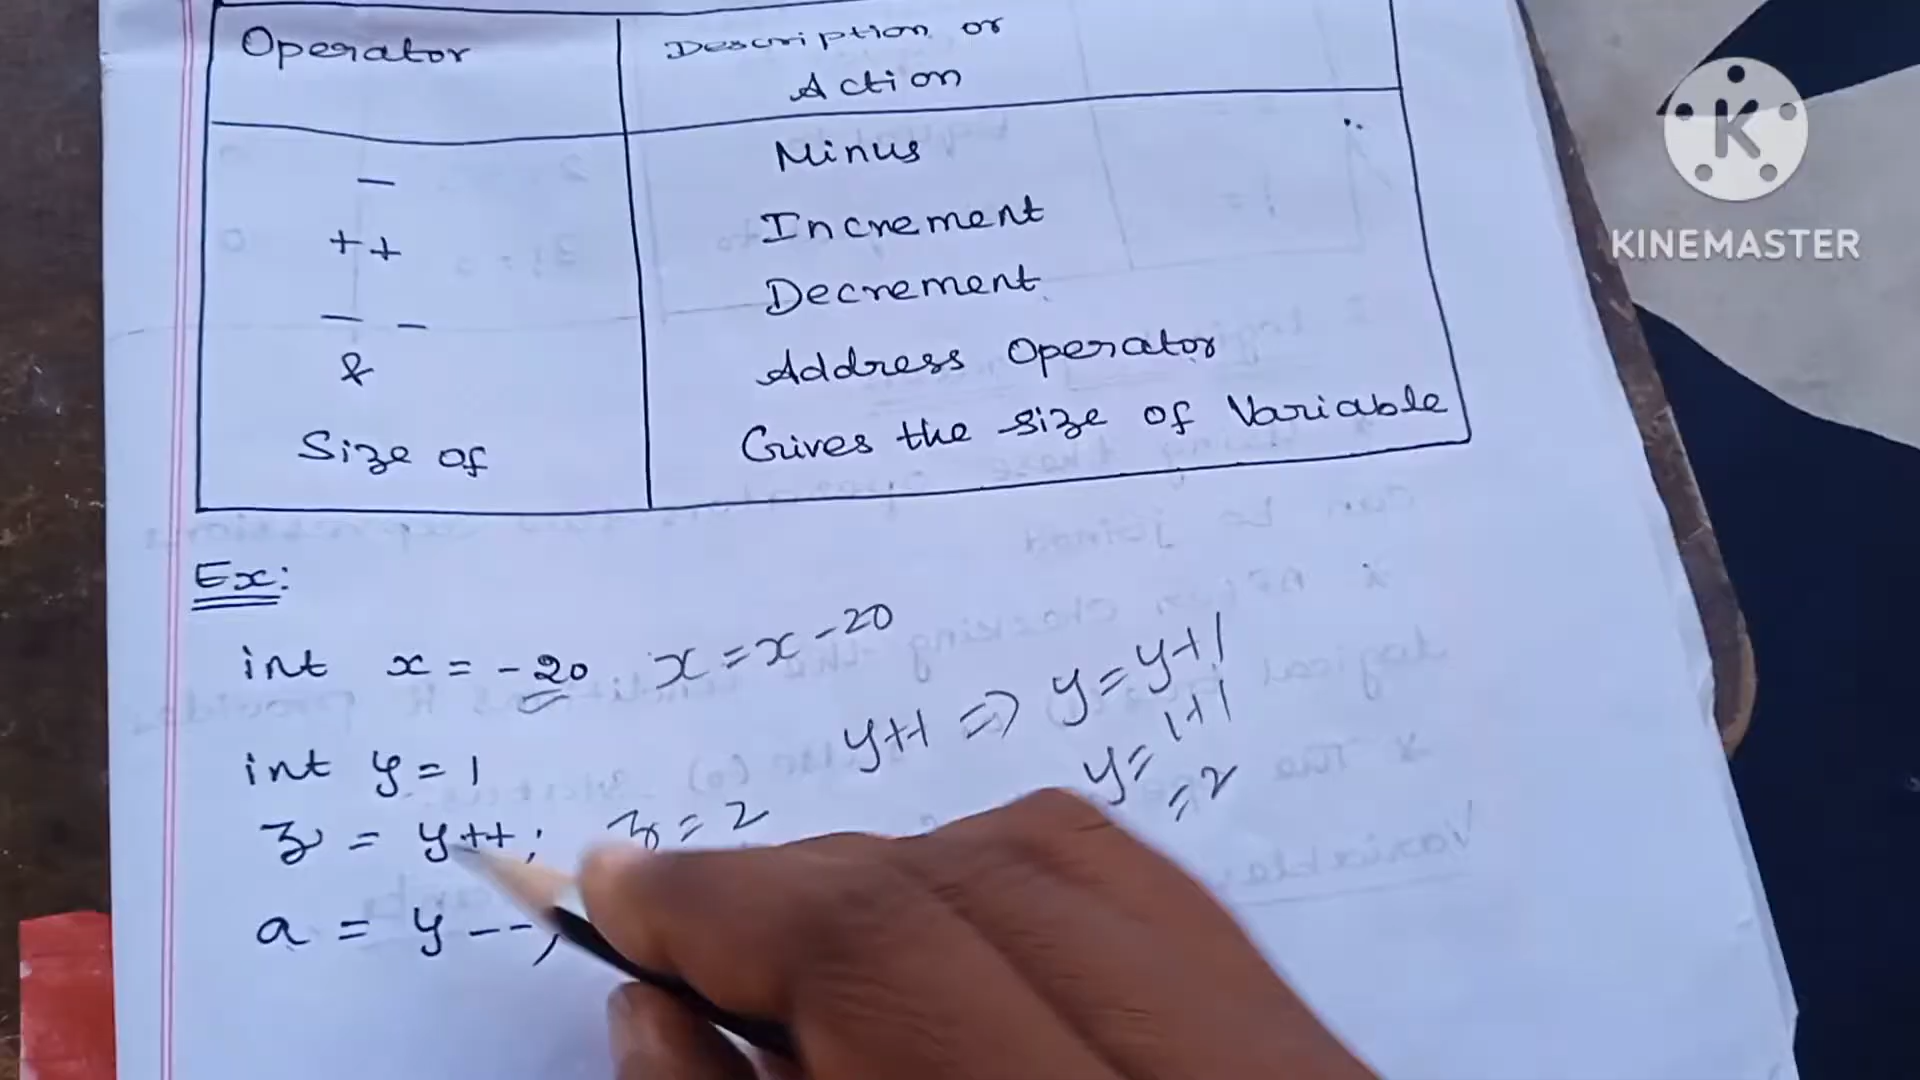 Operator Description or
Action
- Minus
++ Increment
-- Decrement
& Address Operator
Size of Gives the size of Variable
Ex:
int x = -20 x = x - 20
int y = 1 y++ => y = y+1
y = 1+1
= 2
z = y++; z = 2
a = y --;
K
KINEMASTER